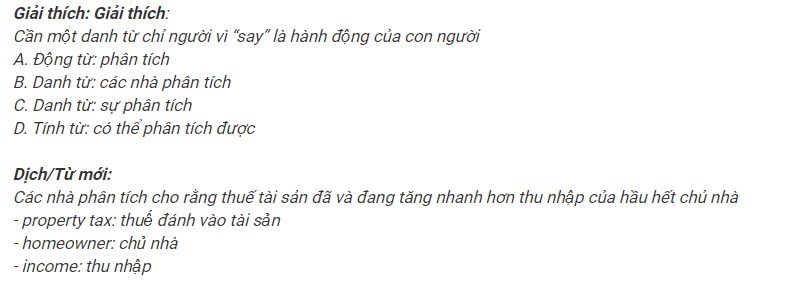 Giải thích: Giải thích:
Cần một danh từ chỉ người vì “say” là hành động của con người
A. Động từ: phân tích
B. Danh từ: các nhà phân tích
C. Danh từ: sự phân tích
D. Tính từ: có thể phân tích được
Dịch/Từ mới:
Các nhà phân tích cho rằng thuế tài sản đã và đang tăng nhanh hơn thu nhập của hầu hết chủ nhà
- property tax: thuế đánh vào tài sản
- homeowner: chủ nhà
- income: thu nhập